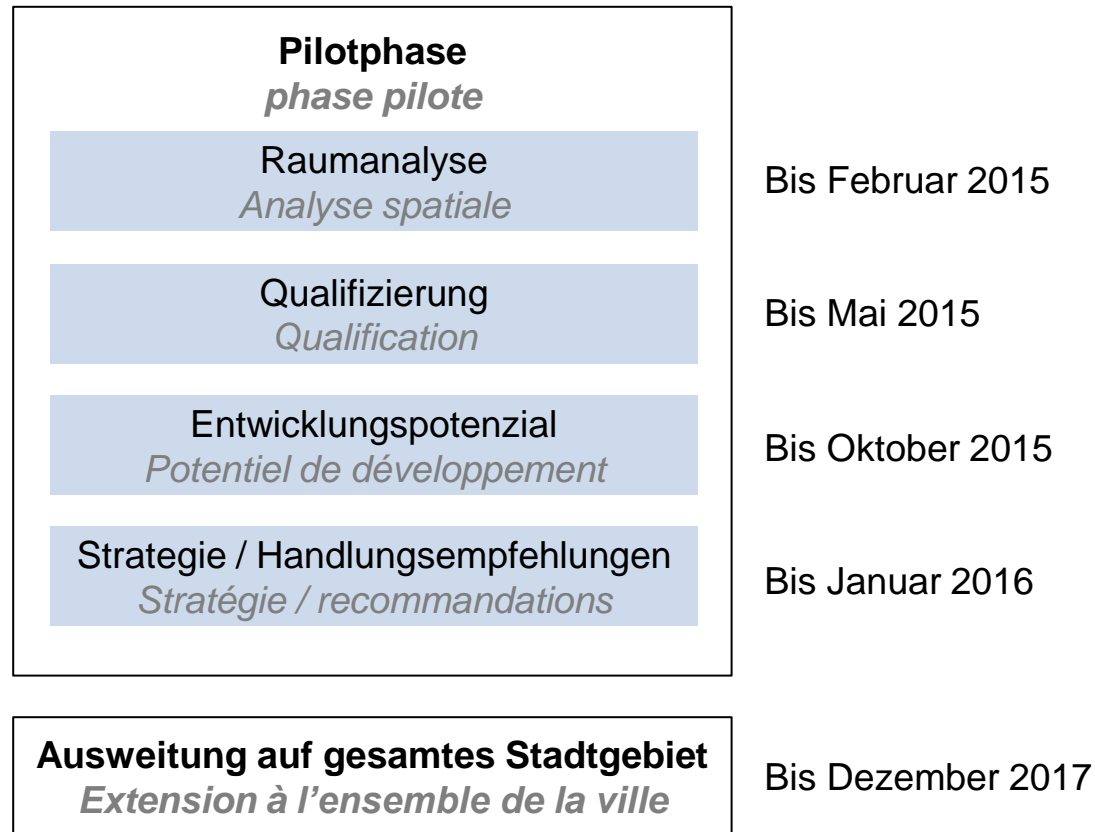 Pilotphase
phase pilote
Raumanalyse
Analyse spatiale
Bis Februar 2015
Qualifizierung
Qualification
Bis Mai 2015
Entwicklungspotenzial
Potentiel de développement
Bis Oktober 2015
Strategie / Handlungsempfehlungen
Stratégie / recommandations
Bis Januar 2016
Ausweitung auf gesamtes Stadtgebiet
Extension à l’ensemble de la ville
Bis Dezember 2017